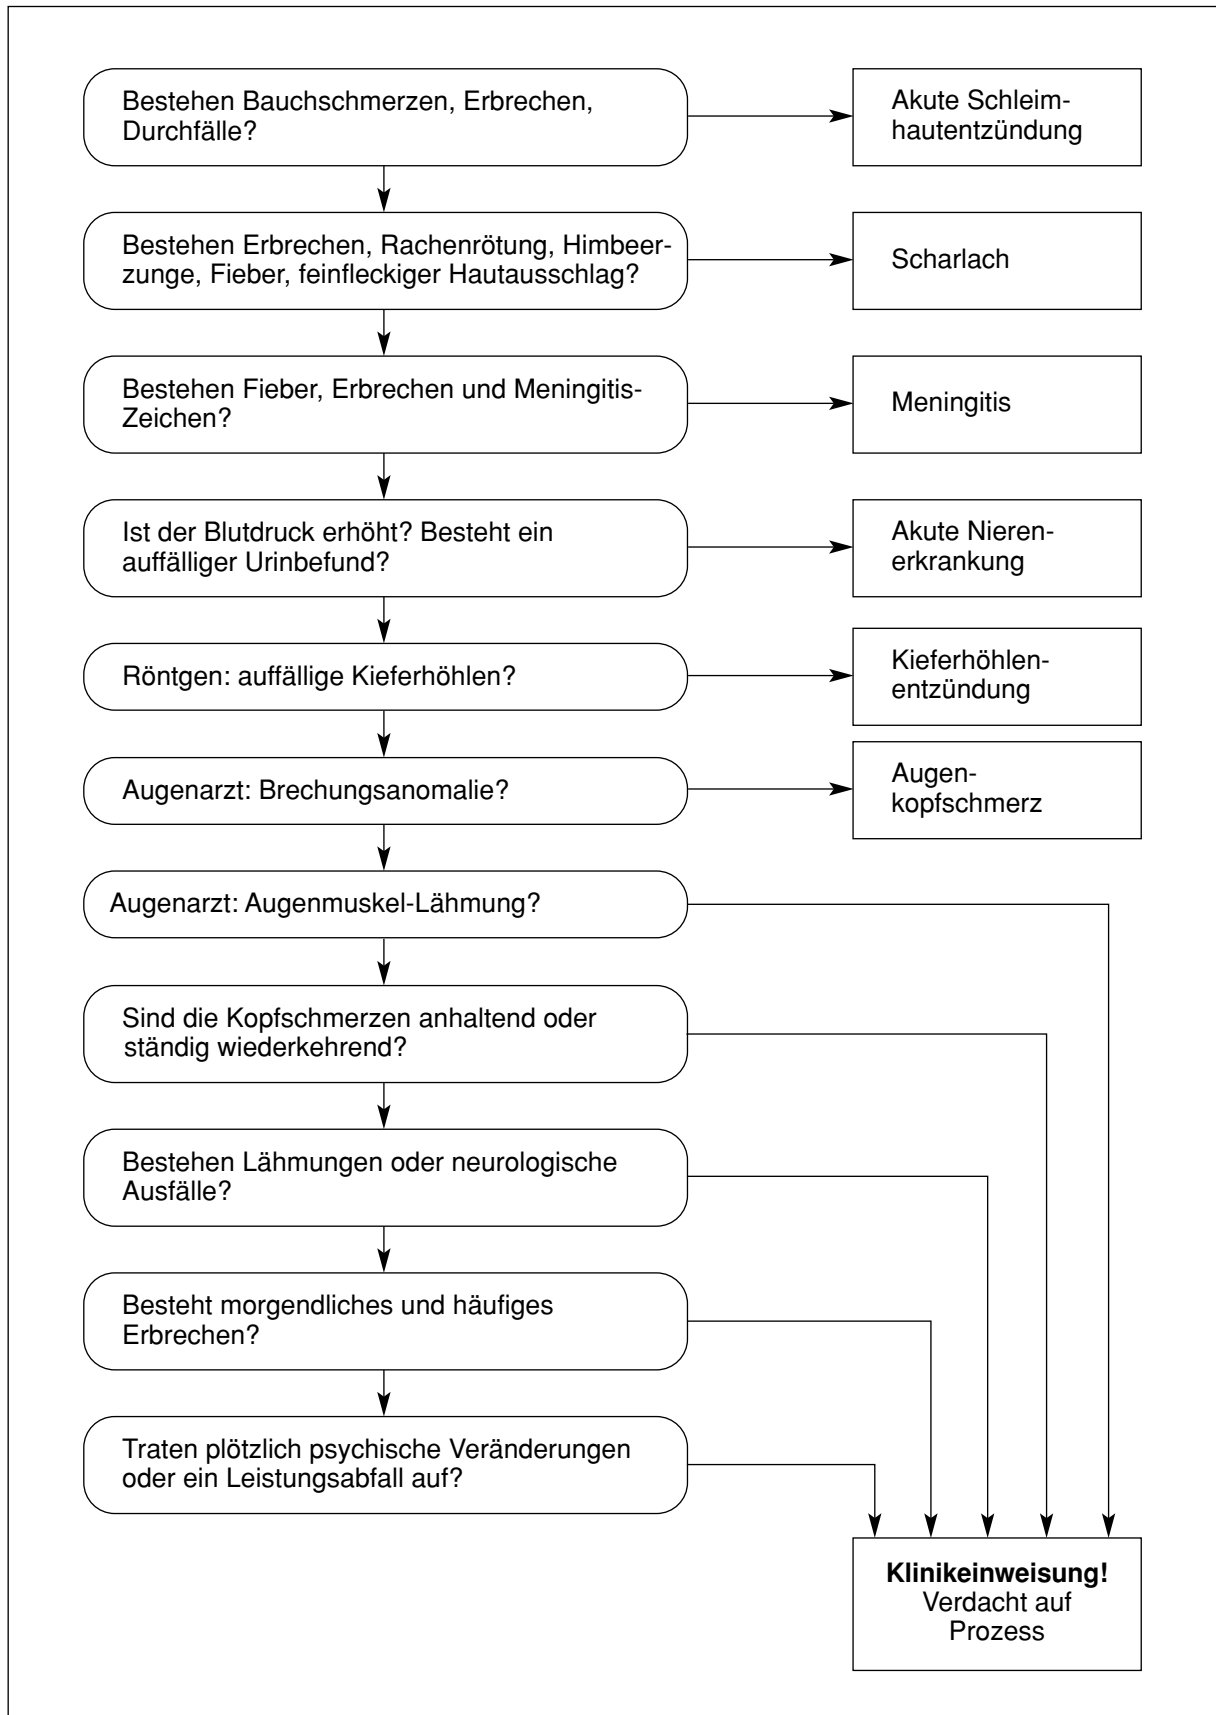 Bestehen Bauchschmerzen, Erbrechen,
Durchfälle?
Akute Schleim-
hautentzündung
Bestehen Erbrechen, Rachenrötung, Himbeer-
zunge, Fieber, feinfleckiger Hautausschlag?
Scharlach
Bestehen Fieber, Erbrechen und Meningitis-
Zeichen?
Meningitis
Ist der Blutdruck erhöht? Besteht ein
auffälliger Urinbefund?
Akute Nieren-
erkrankung
Röntgen: auffällige Kieferhöhlen?
Kieferhöhlen-
entzündung
Augenarzt: Brechungsanomalie?
Augen-
kopfschmerz
Augenarzt: Augenmuskel-Lähmung?
Sind die Kopfschmerzen anhaltend oder
ständig wiederkehrend?
Bestehen Lähmungen oder neurologische
Ausfälle?
Besteht morgendliches und häufiges
Erbrechen?
Traten plötzlich psychische Veränderungen
oder ein Leistungsabfall auf?
Klinikeinweisung!
Verdacht auf
Prozess